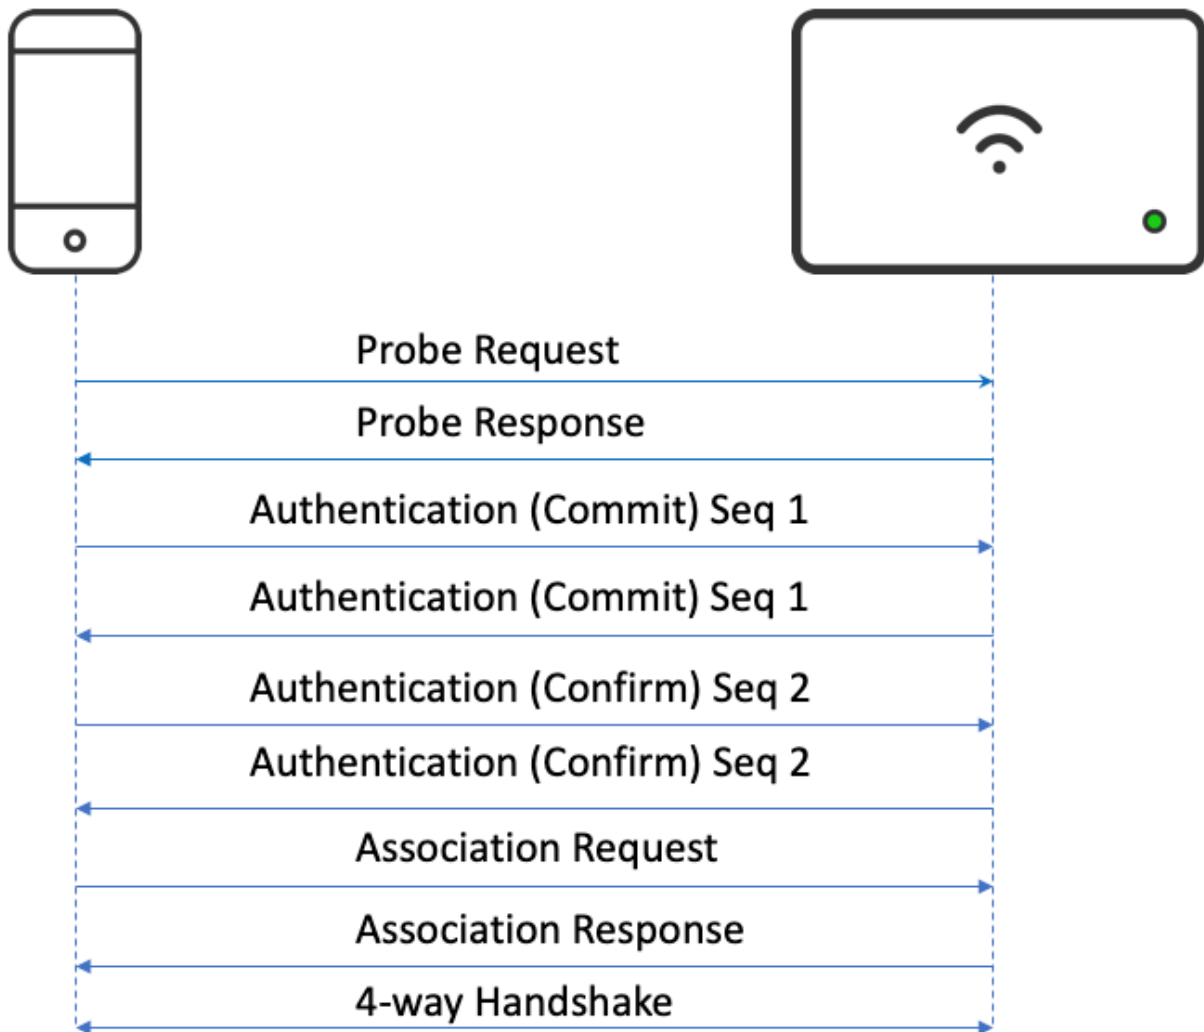 Probe Request
Probe Response
Authentication (Commit) Seq 1
Authentication (Commit) Seq 1
Authentication (Confirm) Seq 2
Authentication (Confirm) Seq 2
Association Request
Association Response
4-way Handshake